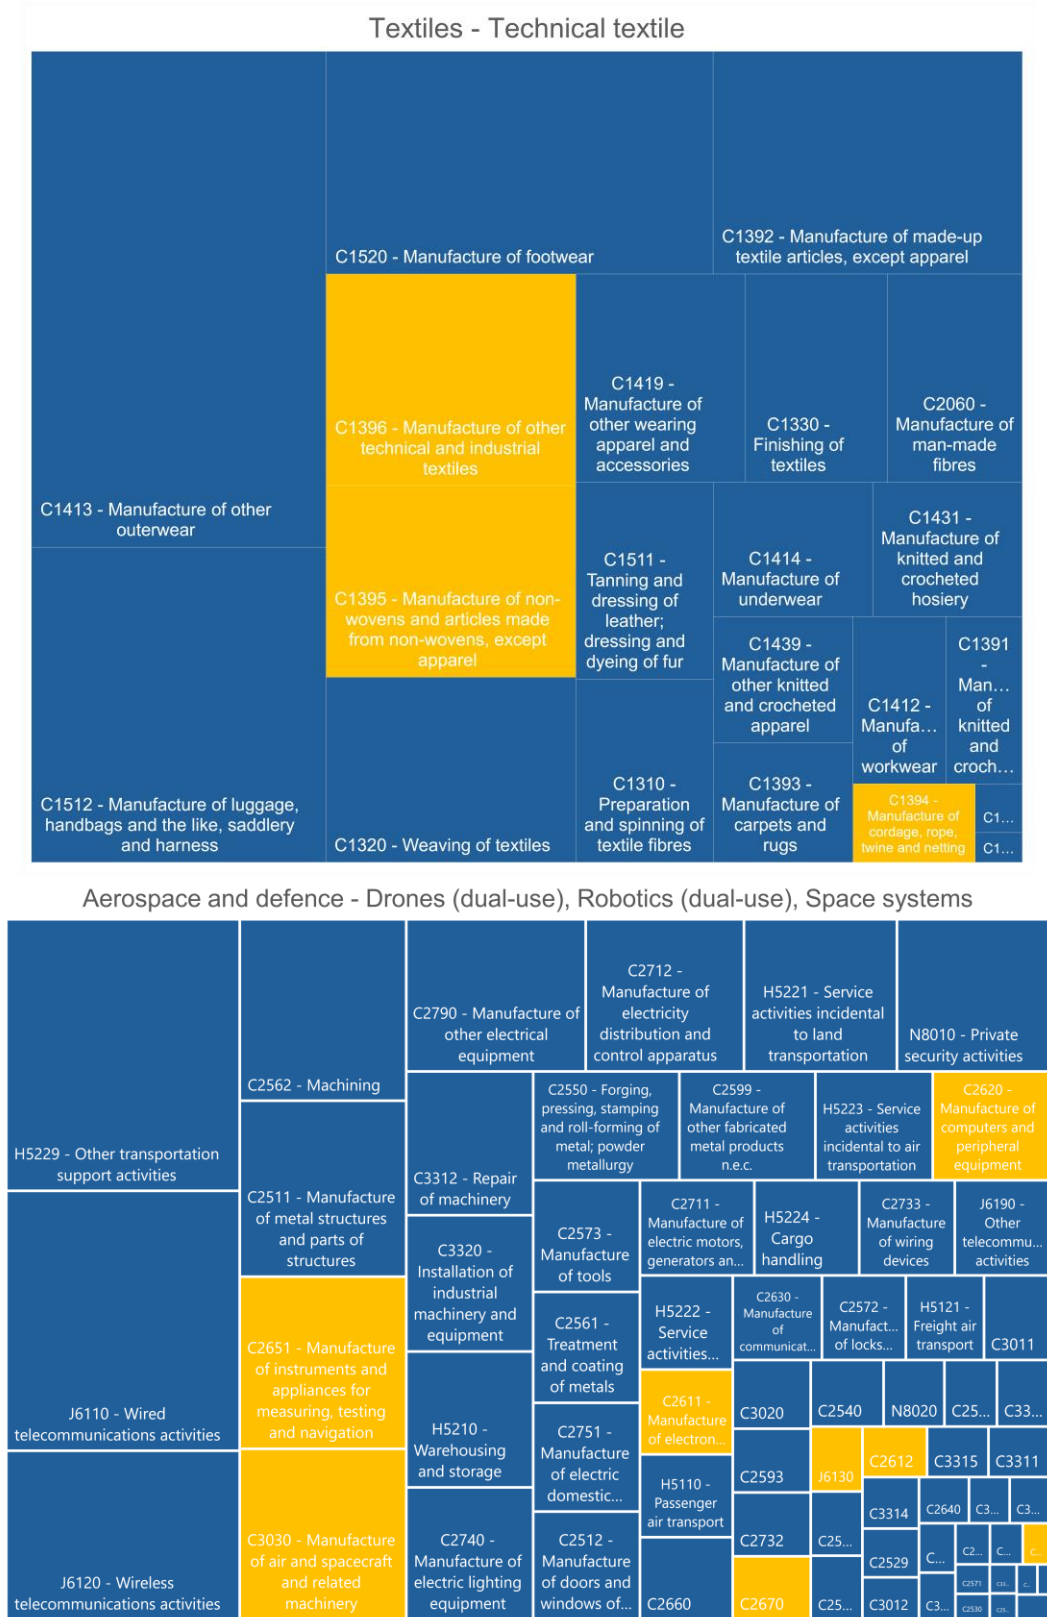 Textiles - Technical textile
C1413 - Manufacture of other
outerwear
C1512 - Manufacture of luggage,
handbags and the like, saddlery
and harness
C1520 - Manufacture of footwear
C1392 - Manufacture of made-up
textile articles, except apparel
C1396 - Manufacture of other
technical and industrial
textiles
C1395 - Manufacture of non-
wovens and articles made
from non-wovens, except
apparel
C1320 - Weaving of textiles
C1419 -
Manufacture of
other wearing
apparel and
accessories
C1330 -
Finishing of
textiles
C2060 -
Manufacture of
man-made
fibres
C1511 -
Tanning and
dressing of
leather;
dressing and
dyeing of fur
C1310 -
Preparation
and spinning of
textile fibres
C1414 -
Manufacture of
underwear
C1431 -
Manufacture of
knitted and
crocheted
hosiery
C1439 -
Manufacture of
other knitted
and crocheted
apparel
C1393 -
Manufacture of
carpets and
rugs
C1412 -
Manufa...
of
workwear
C1391
-
Man...
of
knitted
and
croch...
C1394 -
Manufacture of
cordage, rope,
twine and netting
C1...
C1...
Aerospace and defence - Drones (dual-use), Robotics (dual-use), Space systems
H5229 - Other transportation
support activities
J6110 - Wired
telecommunications activities
J6120 - Wireless
telecommunications activities
C2562 - Machining
C2511 - Manufacture
of metal structures
and parts of
structures
C2651 - Manufacture
of instruments and
appliances for
measuring, testing
and navigation
C3030 - Manufacture
of air and spacecraft
and related
machinery
C2790 - Manufacture of
other electrical
equipment
C2712 -
Manufacture of
electricity
distribution and
control apparatus
H5221 - Service
activities incidental
to land
transportation
N8010 - Private
security activities
C3312 - Repair
of machinery
C3320 -
Installation of
industrial
machinery and
equipment
H5210 -
Warehousing
and storage
C2740 -
Manufacture of
electric lighting
equipment
C2550 - Forging,
pressing, stamping
and roll-forming of
metal; powder
metallurgy
C2599 -
Manufacture of
other fabricated
metal products
n.e.c.
H5223 - Service
activities
incidental to air
transportation
C2620 -
Manufacture of
computers and
peripheral
equipment
C2573 -
Manufacture
of tools
C2561 -
Treatment
and coating
of metals
C2751 -
Manufacture
of electric
domestic...
C2512 -
Manufacture
of doors and
windows of...
C2711 -
Manufacture of
electric motors,
generators an...
H5224 -
Cargo
handling
C2733 -
Manufacture
of wiring
devices
J6190 -
Other
telecommu...
activities
H5222 -
Service
activities...
C2630 -
Manufacture
of
communicat...
C2572 -
Manufact...
of locks...
H5121 -
Freight air
transport
C3011
C2611 -
Manufacture
of electron...
H5110 -
Passenger
air transport
C2660
C3020
C2540
N8020
C25...
C33...
C2593
J6130
C2612
C3315
C3311
C2732
C25...
C3314
C2640
C3...
C3...
C2670
C25...
C2529
C...
C2...
C...
C3012
C3...
C2571
C2530